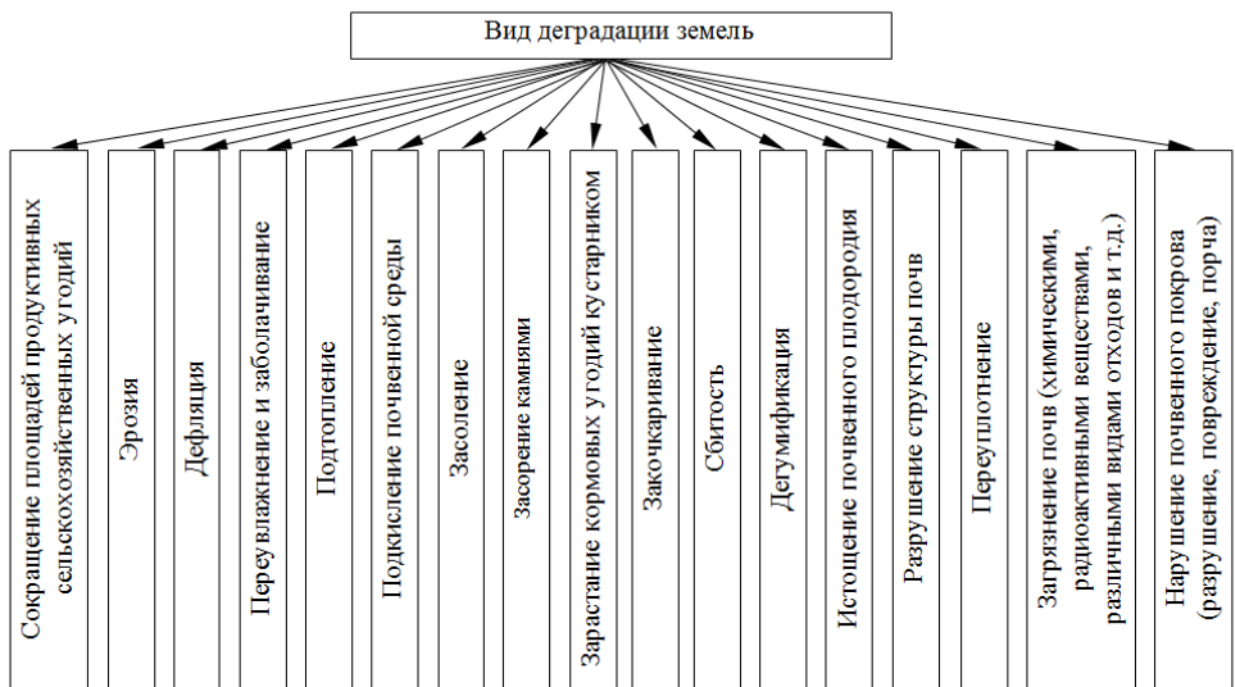 Вид деградации земель
Сокращение площадей продуктивных
сельскохозяйственных угодий
Эрозия
Дефляция
Переувлажнение и заболачивание
Подтопление
Подкисление почвенной среды
Засоление
Засорение камнями
Зарастание кормовых угодий кустарником
Закочкаривание
Сбитость
Дегумификация
Истощение почвенного плодородия
Разрушение структуры почв
Переуплотнение
Загрязнение почв (химическими,
радиоактивными веществами,
различными видами отходов и т.д.)
Нарушение почвенного покрова
(разрушение, повреждение, порча)